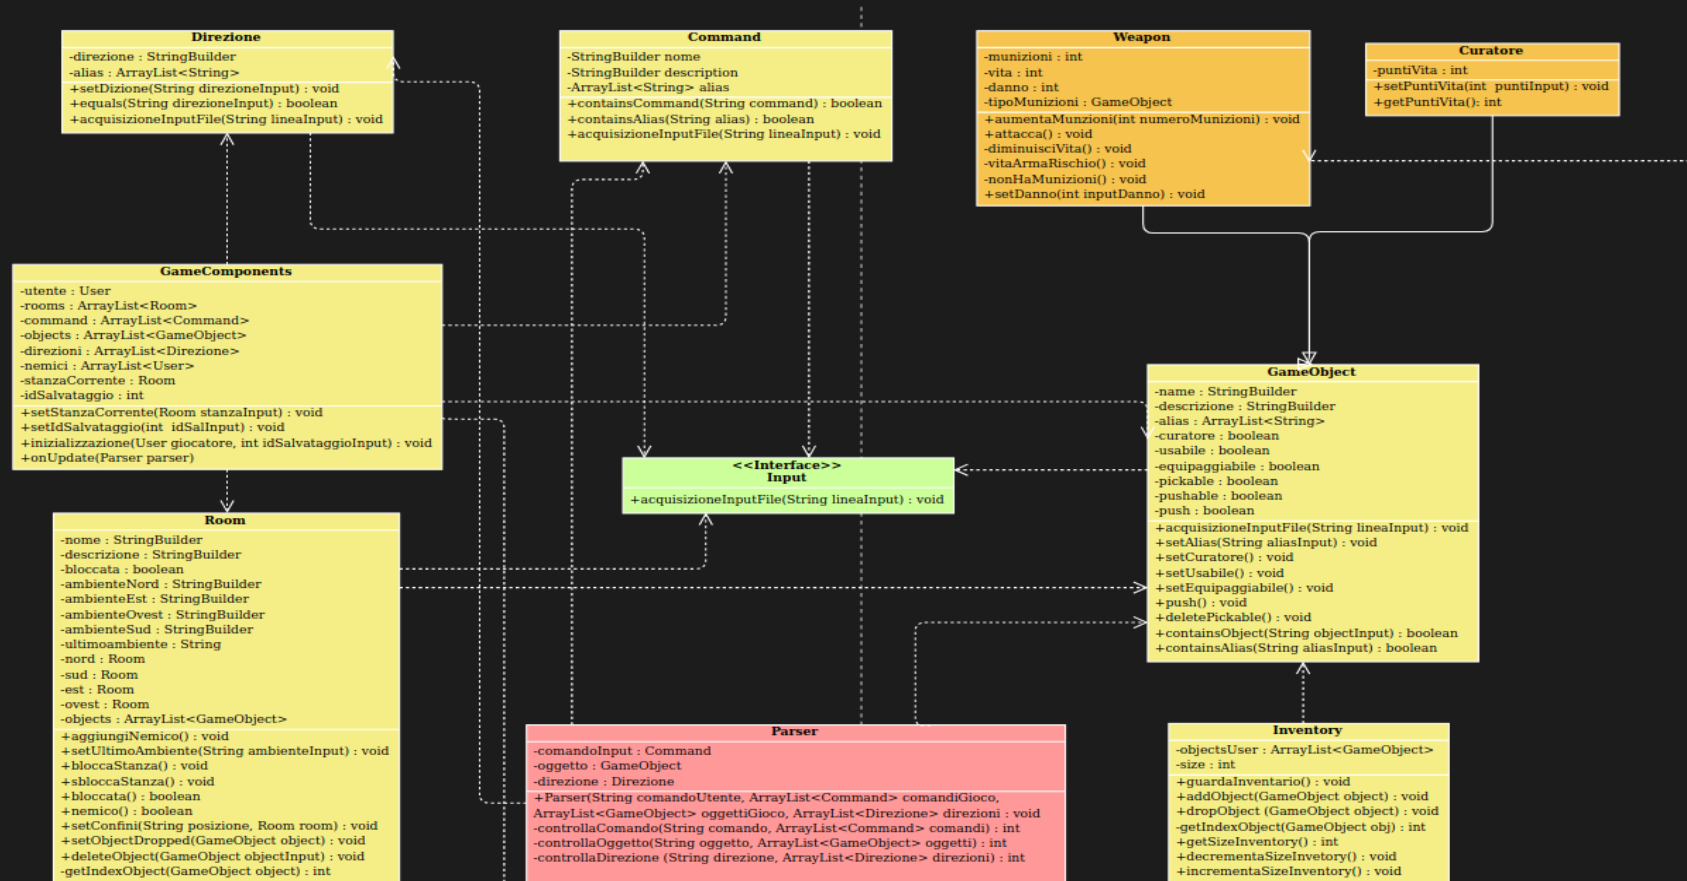 Direzione
-direzione : StringBuilder
-alias : ArrayList<String>
+setDizione(String direzioneInput) : void
+equals(String direzioneInput) : boolean
+acquisizioneInputFile(String lineaInput) : void
Command
-StringBuilder nome
-StringBuilder description
-ArrayList<String> alias
+containsCommand(String command) : boolean
+containsAlias(String alias) : boolean
+acquisizioneInputFile(String lineaInput) : void
Weapon
-munizioni : int
-vita : int
-danno : int
-tipoMunizioni : GameObject
+aumentaMunzioni(int numeroMunizioni) : void
+attacca() : void
-diminuisciVita() : void
-vitaArmaRischio() : void
-nonHaMunizioni() : void
+setDanno(int inputDanno) : void
Curatore
-puntiVita : int
+setPuntiVita(int  puntiInput) : void
+getPuntiVita(): int
GameComponents
-utente : User
-rooms : ArrayList<Room>
-command : ArrayList<Command>
-objects : ArrayList<GameObject>
-direzioni : ArrayList<Direzione>
-nemici : ArrayList<User>
-stanzaCorrente : Room
-idSalvataggio : int
+setStanzaCorrente(Room stanzaInput) : void
+setIdSalvataggio(int  idSalInput) : void
+inizializzazione(User giocatore, int idSalvataggioInput) : void
+onUpdate(Parser parser)
<<Interface>>
Input
+acquisizioneInputFile(String lineaInput) : void
GameObject
-name : StringBuilder
-descrizione : StringBuilder
-alias : ArrayList<String>
-curatore : boolean
-usabile : boolean
-equipaggiabile : boolean
-pickable : boolean
-pushable : boolean
-push : boolean
+acquisizioneInputFile(String lineaInput) : void
+setAlias(String aliasInput) : void
+setCuratore() : void
+setUsabile() : void
+setEquipaggiabile() : void
+push() : void
+deletePickable() : void
+containsObject(String objectInput) : boolean
+containsAlias(String aliasInput) : boolean
Room
-nome : StringBuilder
-descrizione : StringBuilder
-bloccata : boolean
-ambienteNord : StringBuilder
-ambienteEst : StringBuilder
-ambienteOvest : StringBuilder
-ambienteSud : StringBuilder
-ultimoambiente : String
-nord : Room
-sud : Room
-est : Room
-ovest : Room
-objects : ArrayList<GameObject>
+aggiungiNemico() : void
+setUltimoAmbiente(String ambienteInput) : void
+bloccaStanza() : void
+sbloccaStanza() : void
+bloccata() : boolean
+nemico() : boolean
+setConfini(String posizione, Room room) : void
+setObjectDropped(GameObject object) : void
+deleteObject(GameObject objectInput) : void
-getIndexObject(GameObject object) : int
Parser
-comandoInput : Command
-oggetto : GameObject
-direzione : Direzione
+Parser(String comandoUtente, ArrayList<Command> comandiGioco,
ArrayList<GameObject> oggettiGioco, ArrayList<Direzione> direzioni : void
-controllaComando(String comando, ArrayList<Command> comandi) : int
-controllaOggetto(String oggetto, ArrayList<GameObject> oggetti) : int
-controllaDirezione (String direzione, ArrayList<Direzione> direzioni) : int
Inventory
-objectsUser : ArrayList<GameObject>
-size : int
+guardaInventario() : void
+addObject(GameObject object) : void
+dropObject (GameObject object) : void
-getIndexObject(GameObject obj) : int
+getSizeInventory() : int
+decrementaSizeInvetory() : void
+incrementaSizeInventory() : void